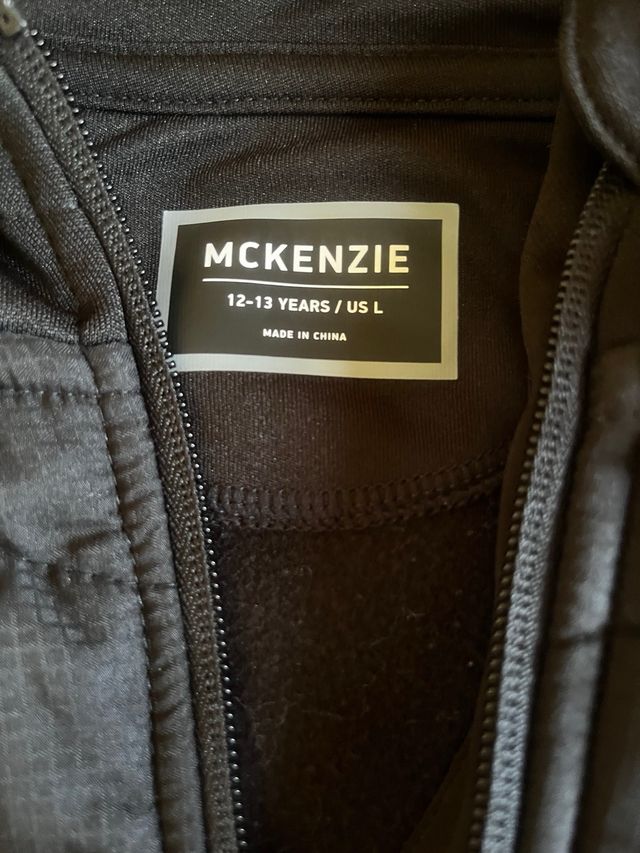 MCKENZIE
12-13 YEARS / US L
MADE IN CHINA